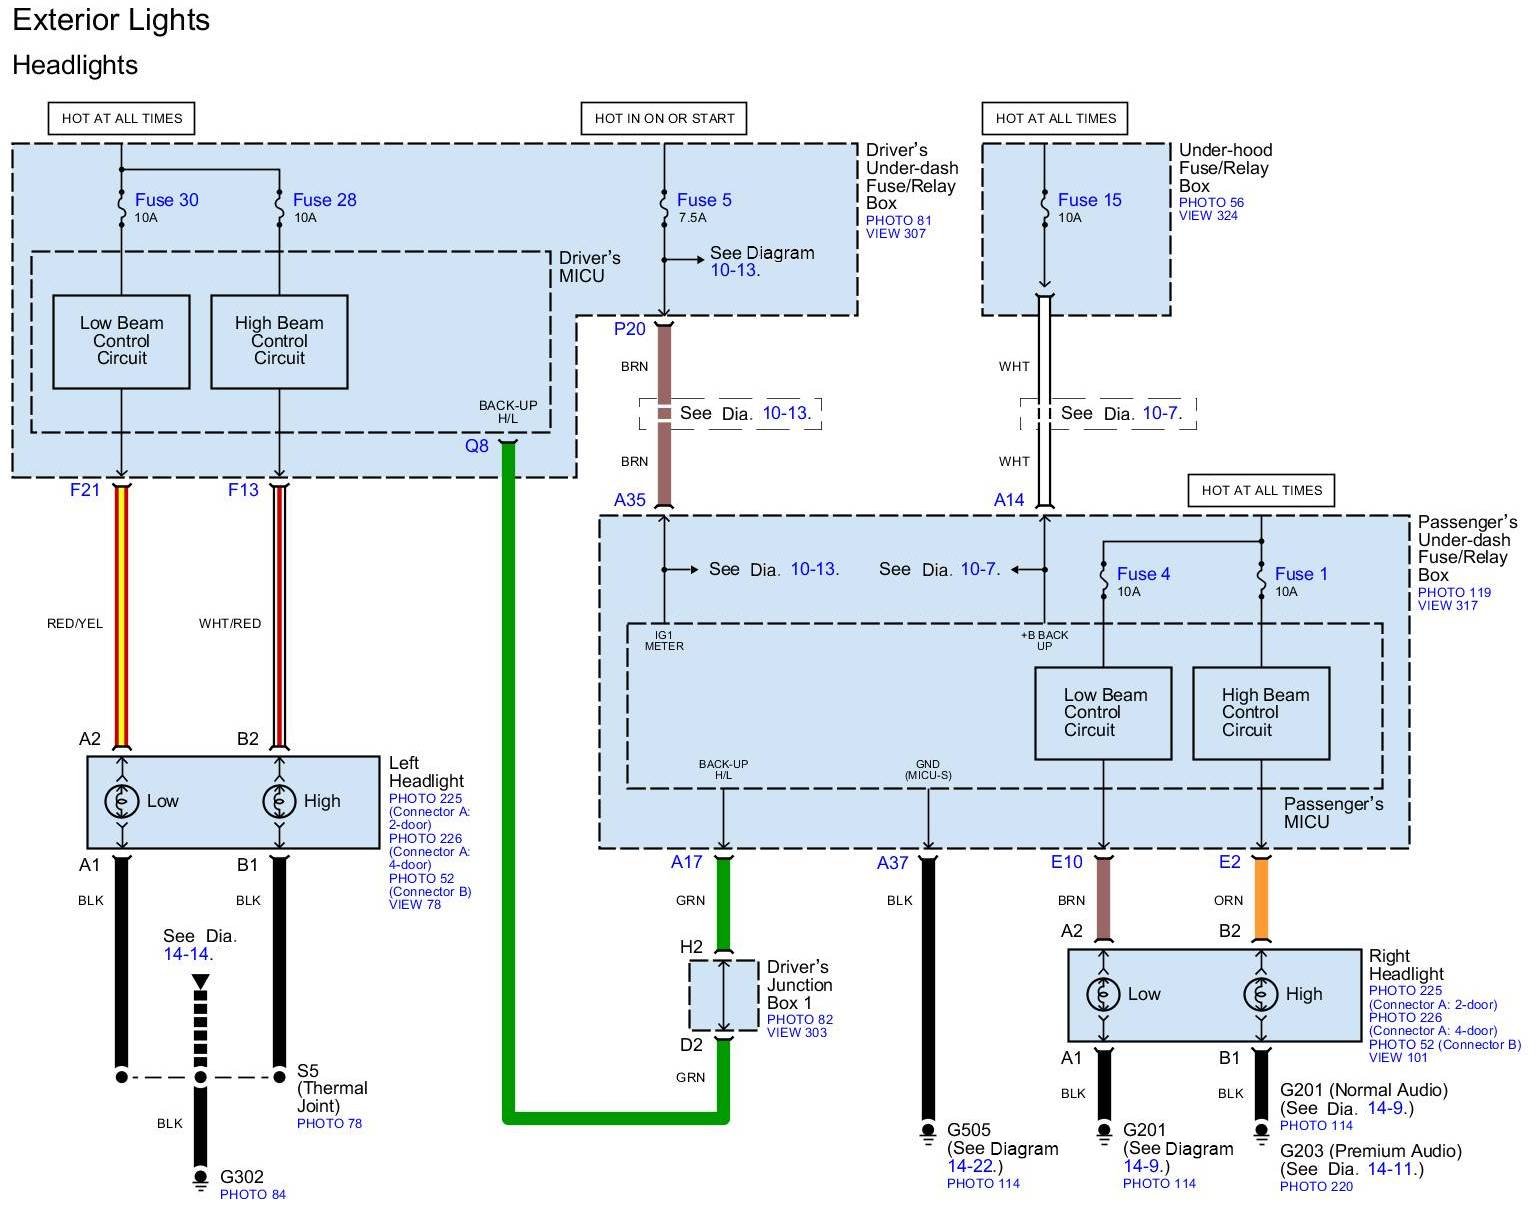 Exterior Lights
Headlights
HOT AT ALL TIMES
HOT IN ON OR START
HOT AT ALL TIMES
Driver's
Under-dash
Fuse/Relay
Box
PHOTO 81
VIEW 307
Under-hood
Fuse/Relay
Box
PHOTO 56
VIEW 324
Fuse 30
10A
Fuse 28
10A
Fuse 5
7.5A
Fuse 15
10A
See Diagram
10-13.
Driver's
MICU
Low Beam
Control
Circuit
High Beam
Control
Circuit
BACK-UP
H/L
Q8
P20
BRN
WHT
See Dia. 10-13.
See Dia. 10-7.
BRN
WHT
F21
F13
A35
A14
HOT AT ALL TIMES
Passenger's
Under-dash
Fuse/Relay
Box
PHOTO 119
VIEW 317
See Dia. 10-13.
See Dia. 10-7.
Fuse 4
10A
Fuse 1
10A
RED/YEL
WHT/RED
IG1
METER
+B BACK
UP
Low Beam
Control
Circuit
High Beam
Control
Circuit
A2
B2
BACK-UP
H/L
GND
(MICU-S)
Passenger's
MICU
Low
High
Left
Headlight
PHOTO 225
(Connector A:
2-door)
PHOTO 226
(Connector A:
4-door)
PHOTO 52
(Connector B)
VIEW 78
A1
B1
A17
A37
E10
E2
BLK
BLK
GRN
BLK
BRN
ORN
See Dia.
14-14.
H2
A2
B2
Driver's
Junction
Box 1
PHOTO 82
VIEW 303
Low
High
Right
Headlight
PHOTO 225
(Connector A: 2-door)
PHOTO 226
(Connector A: 4-door)
PHOTO 52 (Connector B)
VIEW 101
D2
A1
B1
GRN
BLK
BLK
S5
(Thermal
Joint)
PHOTO 78
BLK
G302
PHOTO 84
G505
(See Diagram
14-22.)
PHOTO 114
G201
(See Diagram
14-9.)
PHOTO 114
G201 (Normal Audio)
(See Dia. 14-9.)
PHOTO 114
G203 (Premium Audio)
(See Dia. 14-11.)
PHOTO 220